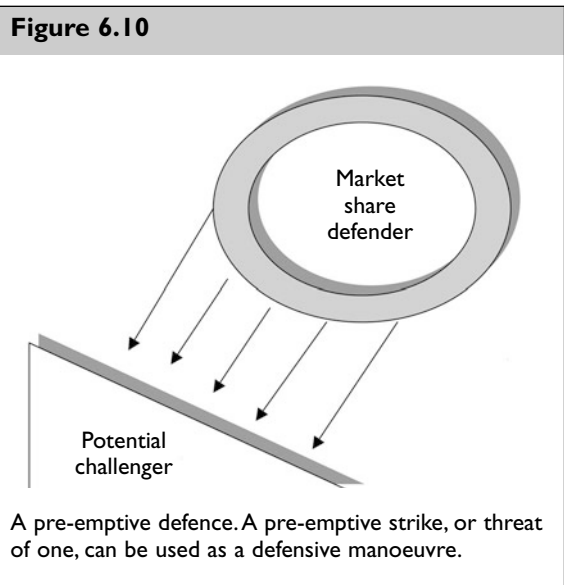 Figure 6.10
Market
share
defender
Potential
challenger
A pre-emptive defence. A pre-emptive strike, or threat
of one, can be used as a defensive manoeuvre.